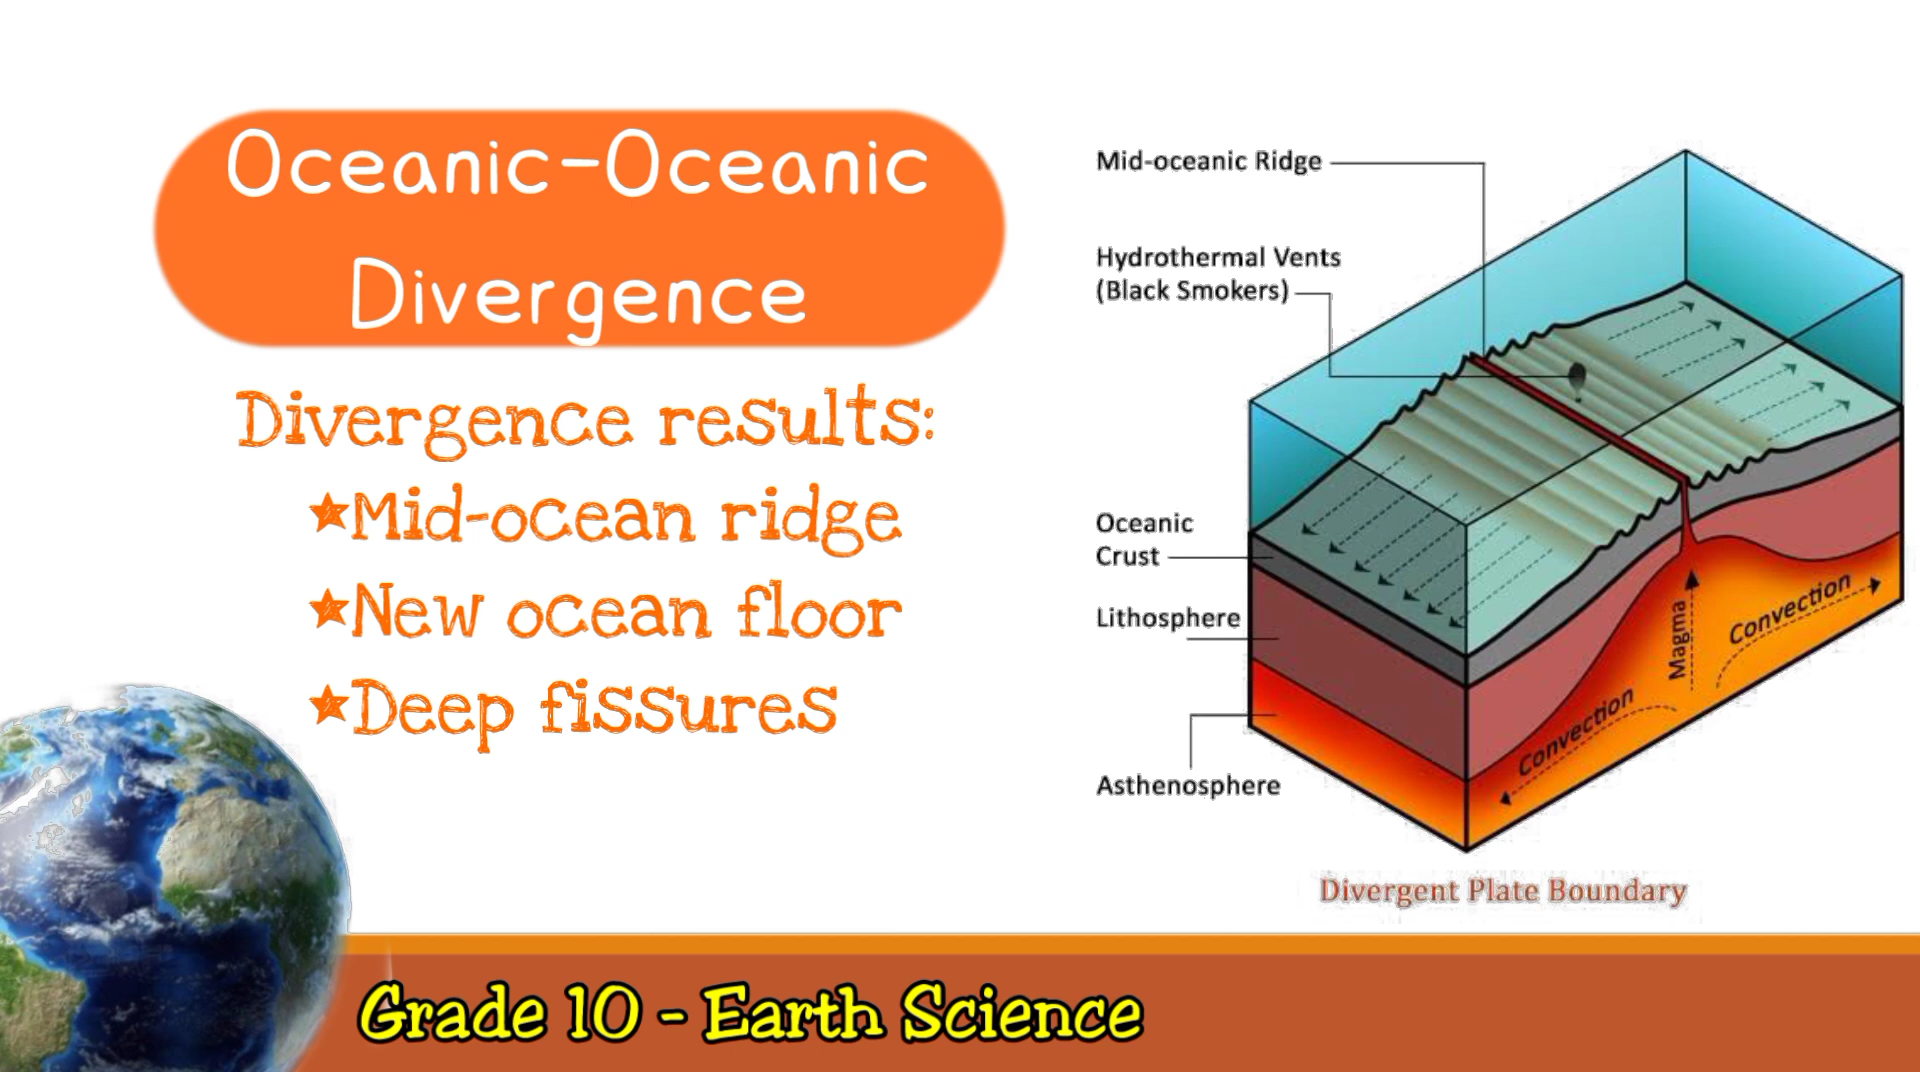 Oceanic-Oceanic
Divergence
Divergence results:
★Mid-ocean ridge
★New ocean floor
★Deep fissures
Mid-oceanic Ridge
Hydrothermal Vents
(Black Smokers)
Oceanic
Crust
Lithosphere
Asthenosphere
Magma
Convection
Convection
Divergent Plate Boundary
Grade 10 - Earth Science